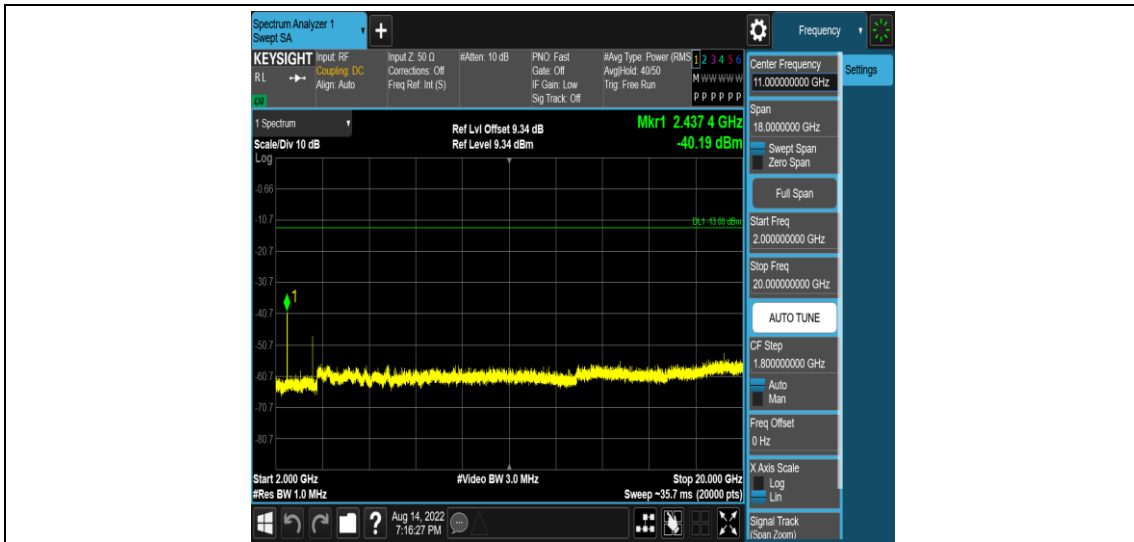 Spectrum Analyzer 1
Swept SA
+
Frequency
KEYSIGHT
RL
LXI
Input: RF
Coupling: DC
Align: Auto
Input Z: 50 Ω
Corrections: Off
Freq Ref: Int (S)
#Atten: 10 dB
PNO: Fast
Gate: Off
IF Gain: Low
Sig Track: Off
#Avg Type: Power (RMS
Avg|Hold: 40/50
Trig: Free Run
1 2 3 4 5 6
M W W W W W
P P P P P P
1 Spectrum
Scale/Div 10 dB
Ref Lvl Offset 9.34 dB
Ref Level 9.34 dBm
Mkr1 2.437 4 GHz
-40.19 dBm
Log
-0.66
-10.7
DL1 -13.00 dBm
-20.7
-30.7
1
-40.7
-50.7
-60.7
-70.7
-80.7
Start 2.000 GHz
#Video BW 3.0 MHz
Stop 20.000 GHz
#Res BW 1.0 MHz
Sweep ~35.7 ms (20000 pts)
Center Frequency
11.000000000 GHz
Settings
Span
18.0000000 GHz
Swept Span
Zero Span
Full Span
Start Freq
2.000000000 GHz
Stop Freq
20.000000000 GHz
AUTO TUNE
CF Step
1.800000000 GHz
Auto
Man
Freq Offset
0 Hz
X Axis Scale
Log
Lin
Signal Track
(Span Zoom)
?
Aug 14, 2022
7:16:27 PM